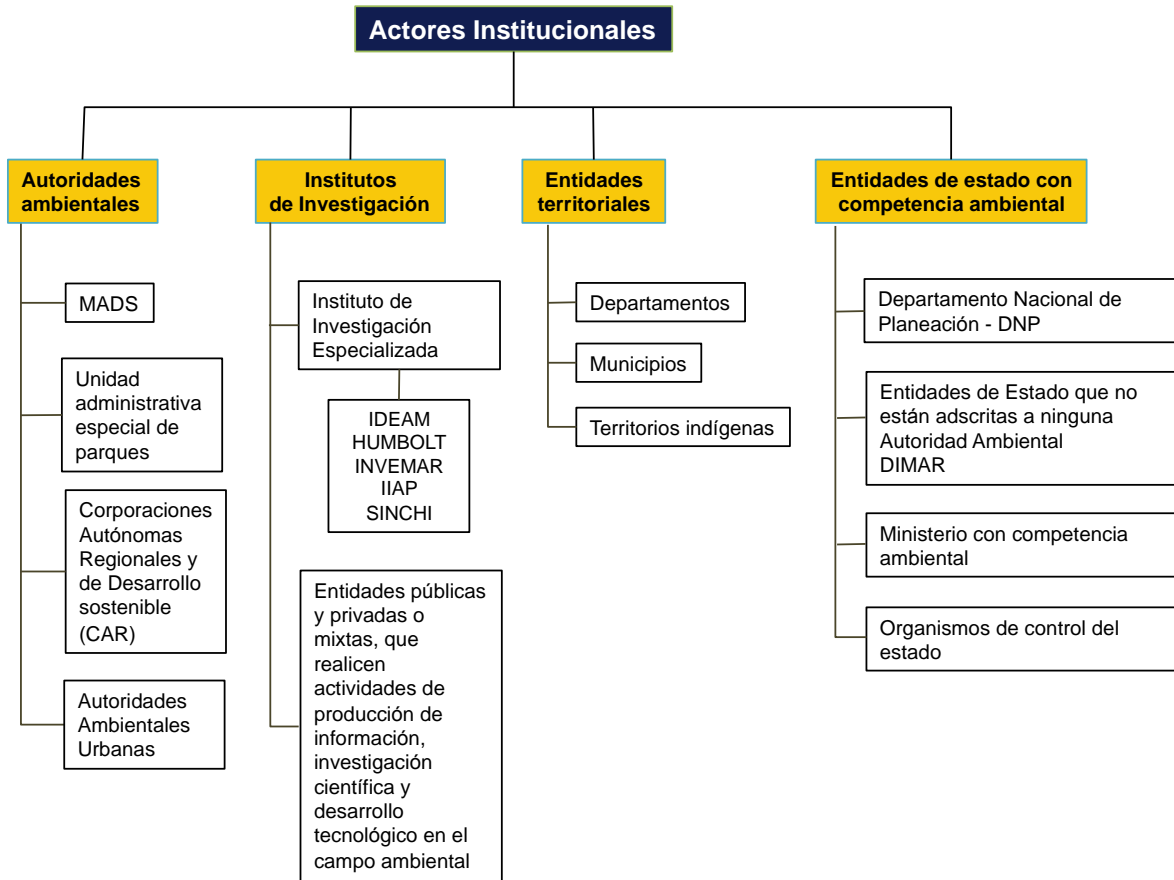 Actores Institucionales
Autoridades
ambientales
MADS
Unidad
administrativa
especial de
parques
Corporaciones
Autónomas
Regionales y
de Desarrollo
sostenible
(CAR)
Autoridades
Ambientales
Urbanas
Institutos
de Investigación
Instituto de
Investigación
Especializada
IDEAM
HUMBOLT
INVEMAR
IIAP
SINCHI
Entidades públicas
y privadas o
mixtas, que
realicen
actividades de
producción de
información,
investigación
científica y
desarrollo
tecnológico en el
campo ambiental
Entidades
territoriales
Departamentos
Municipios
Territorios indígenas
Entidades de estado con
competencia ambiental
Departamento Nacional de
Planeación - DNP
Entidades de Estado que no
están adscritas a ninguna
Autoridad Ambiental
DIMAR
Ministerio con competencia
ambiental
Organismos de control del
estado